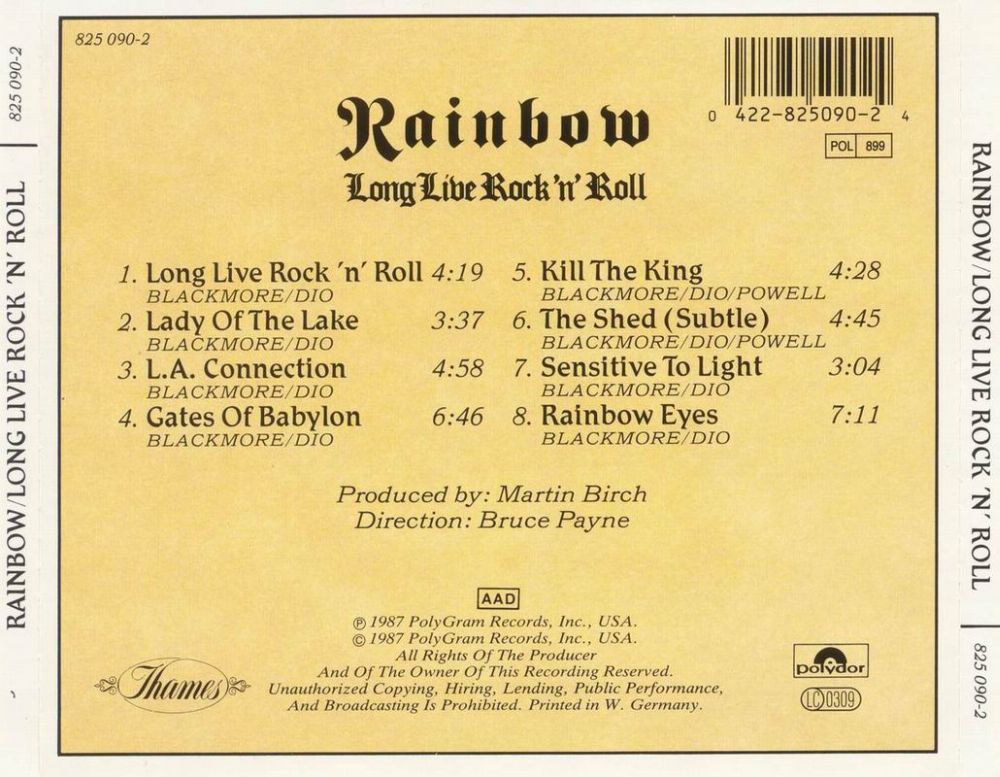 825 090-2
0 422-825090-2 4
POL 899
Rainbow
Long Live Rock 'n' Roll
1. Long Live Rock 'n' Roll 4:19
BLACKMORE/DIO
2. Lady Of The Lake 3:37
BLACKMORE/DIO
3. L.A. Connection 4:58
BLACKMORE/DIO
4. Gates Of Babylon 6:46
BLACKMORE/DIO
5. Kill The King 4:28
BLACKMORE/DIO/POWELL
6. The Shed (Subtle) 4:45
BLACKMORE/DIO/POWELL
7. Sensitive To Light 3:04
BLACKMORE/DIO
8. Rainbow Eyes 7:11
BLACKMORE/DIO
Produced by: Martin Birch
Direction: Bruce Payne
AAD
℗ 1987 PolyGram Records, Inc., USA.
© 1987 PolyGram Records, Inc., USA.
All Rights Of The Producer
And Of The Owner Of This Recording Reserved.
Unauthorized Copying, Hiring, Lending, Public Performance,
And Broadcasting Is Prohibited. Printed in W. Germany.
Thames
polydor
LC 0309
RAINBOW/LONG LIVE ROCK 'N' ROLL 825 090-2
RAINBOW/LONG LIVE ROCK 'N' ROLL 825 090-2